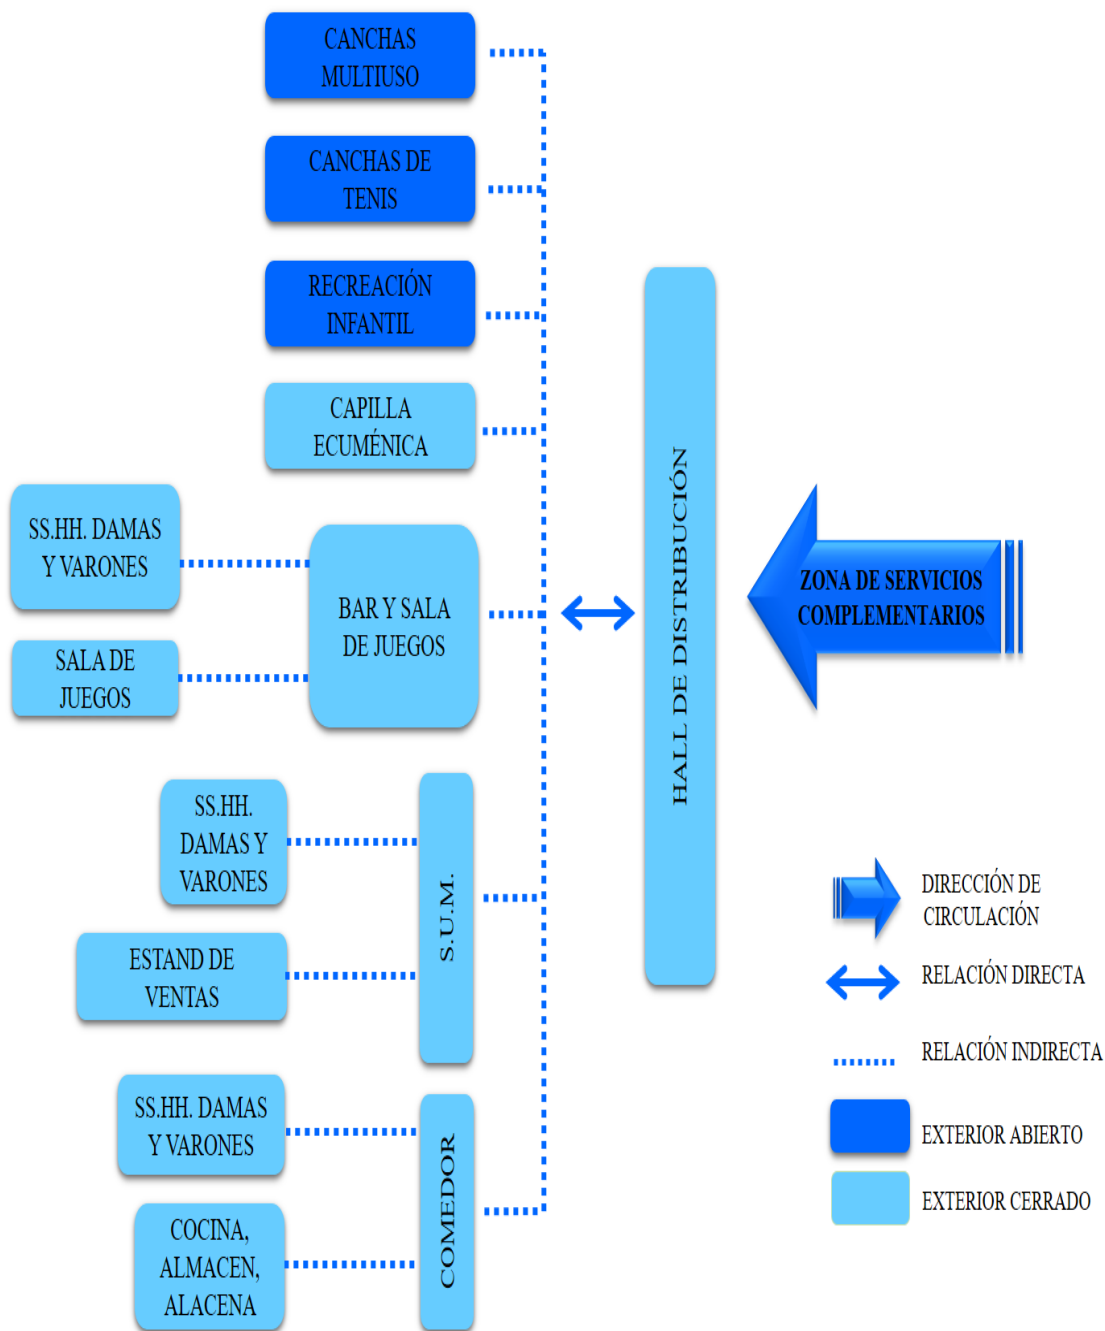 CANCHAS
MULTIUSO
CANCHAS DE
TENIS
RECREACIÓN
INFANTIL
CAPILLA
ECUMÉNICA
SS.HH. DAMAS
Y VARONES
SALA DE
JUEGOS
BAR Y SALA
DE JUEGOS
SS.HH.
DAMAS Y
VARONES
ESTAND DE
VENTAS
S.U.M.
SS.HH. DAMAS
Y VARONES
COCINA,
ALMACEN,
ALACENA
COMEDOR
HALL DE DISTRIBUCIÓN
ZONA DE SERVICIOS
COMPLEMENTARIOS
DIRECCIÓN DE
CIRCULACIÓN
RELACIÓN DIRECTA
RELACIÓN INDIRECTA
EXTERIOR ABIERTO
EXTERIOR CERRADO